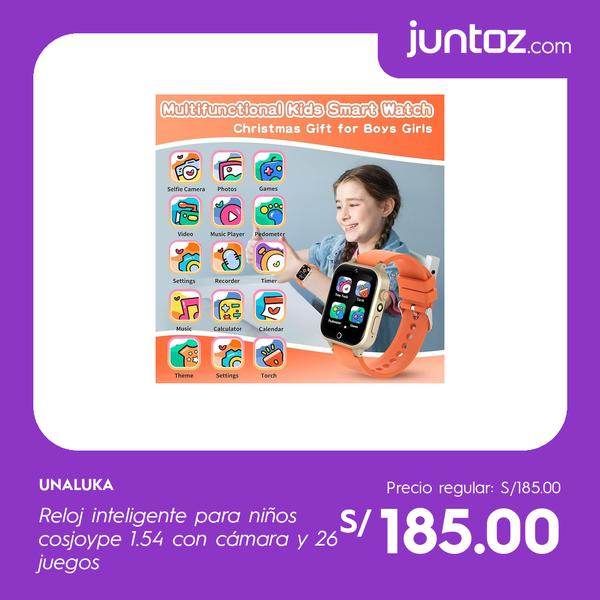 juntoz.com
Multifunctional Kids Smart Watch
Christmas Gift for Boys Girls
Selfie Camera Photos Games
Video Music Player Pedometer
Settings Recorder Timer
Music Calculator Calendar
Theme Settings Torch
UNALUKA
Reloj inteligente para niños
cosjoype 1.54 con cámara y 26
juegos
Precio regular: S/185.00
S/ 185.00